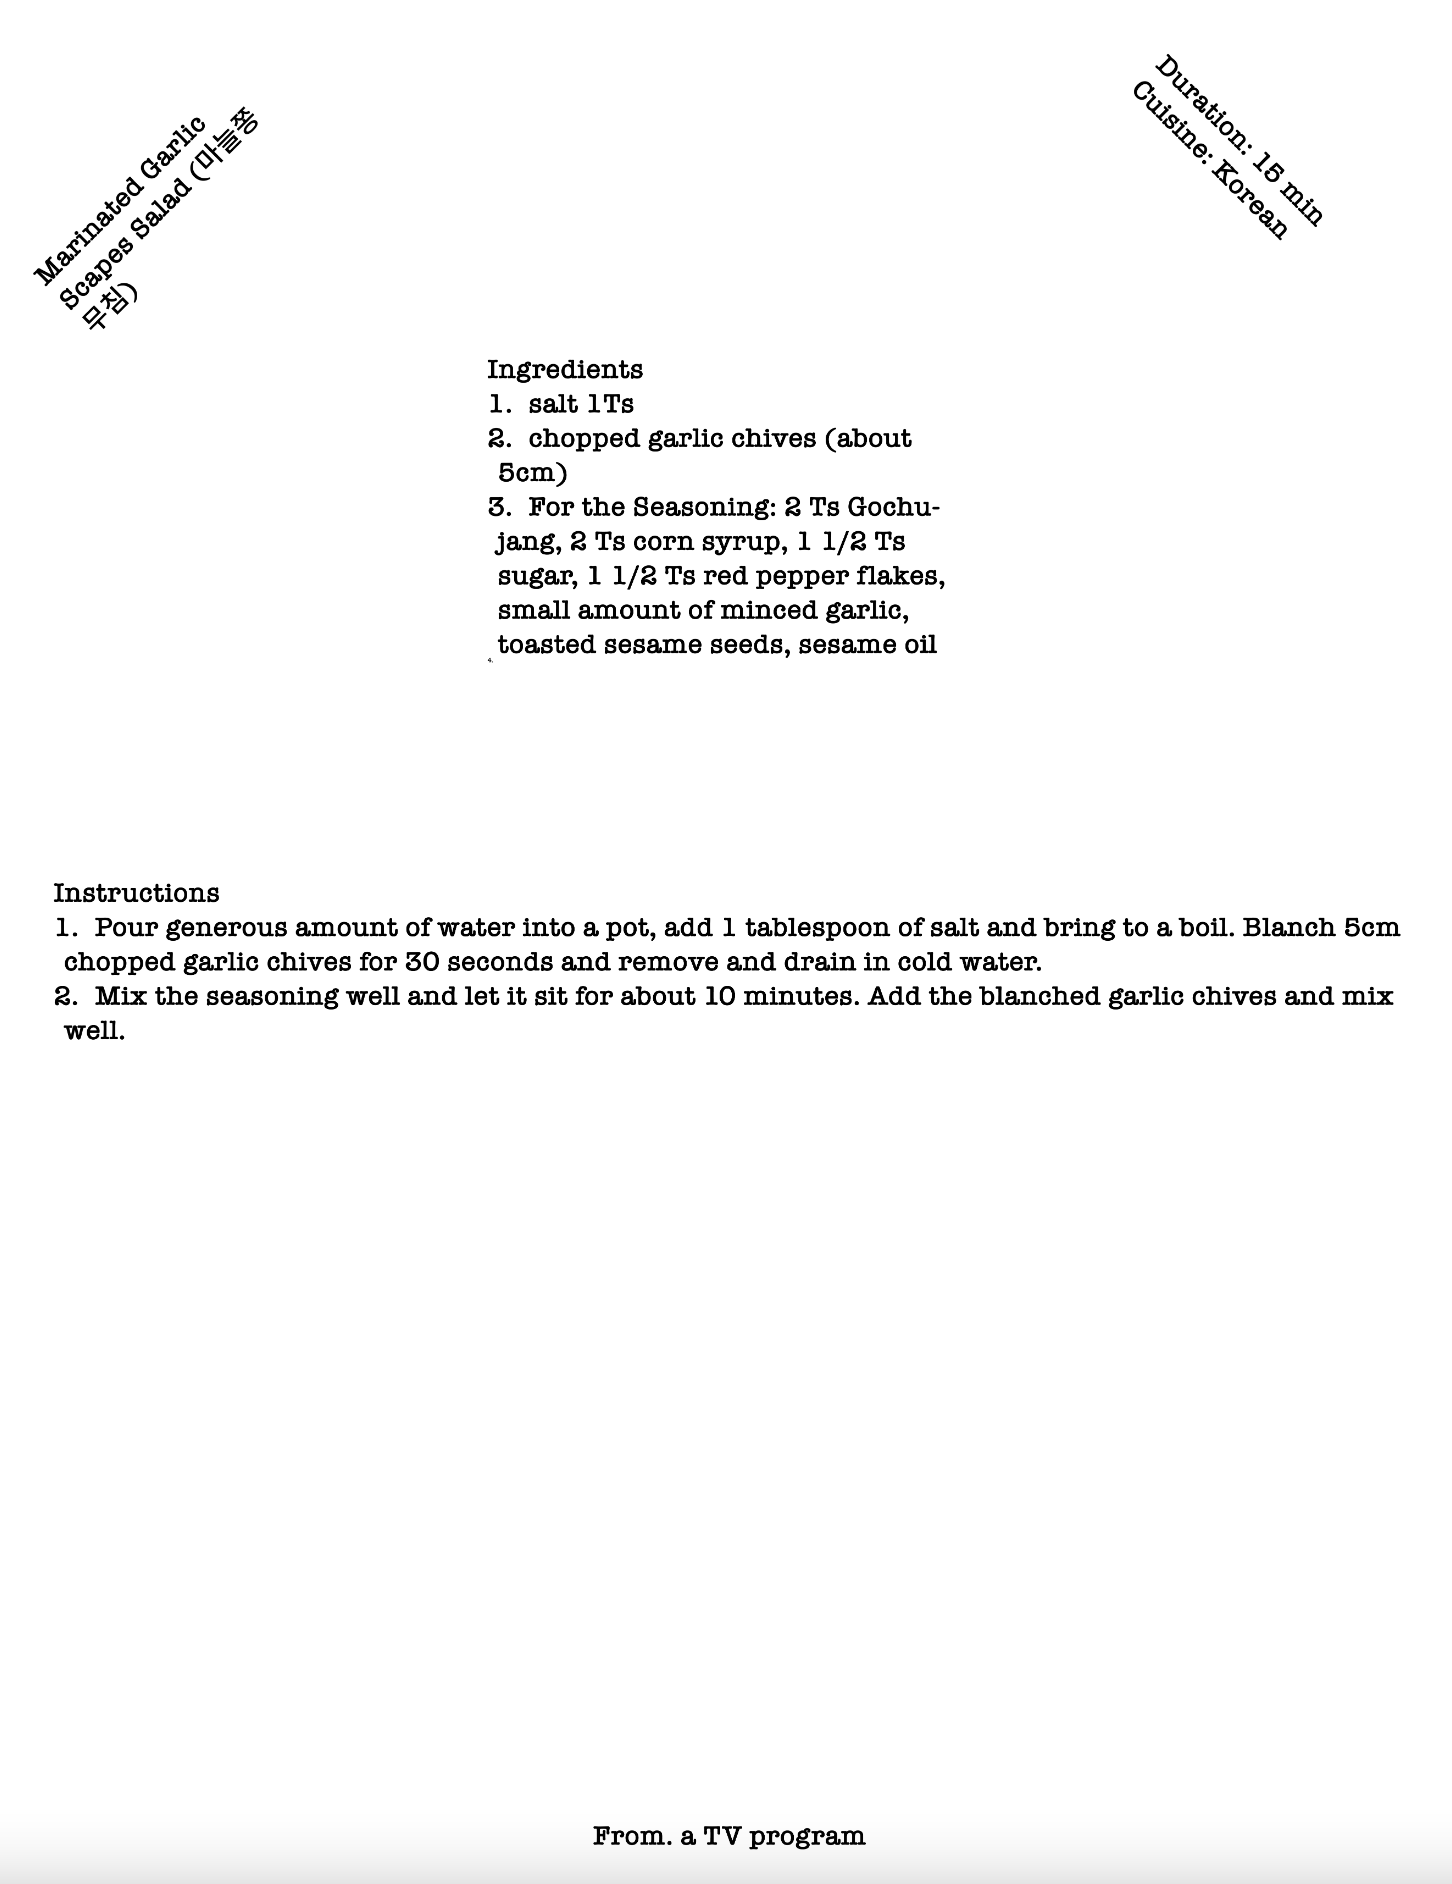 Marinated Garlic
Scapes Salad (마늘쫑
무침)
Duration: 15 min
Cuisine: Korean
Ingredients
1. salt 1Ts
2. chopped garlic chives (about
5cm)
3. For the Seasoning: 2 Ts Gochu-
jang, 2 Ts corn syrup, 1 1/2 Ts
sugar, 1 1/2 Ts red pepper flakes,
small amount of minced garlic,
toasted sesame seeds, sesame oil
4.
Instructions
1. Pour generous amount of water into a pot, add 1 tablespoon of salt and bring to a boil. Blanch 5cm
chopped garlic chives for 30 seconds and remove and drain in cold water.
2. Mix the seasoning well and let it sit for about 10 minutes. Add the blanched garlic chives and mix
well.
From. a TV program